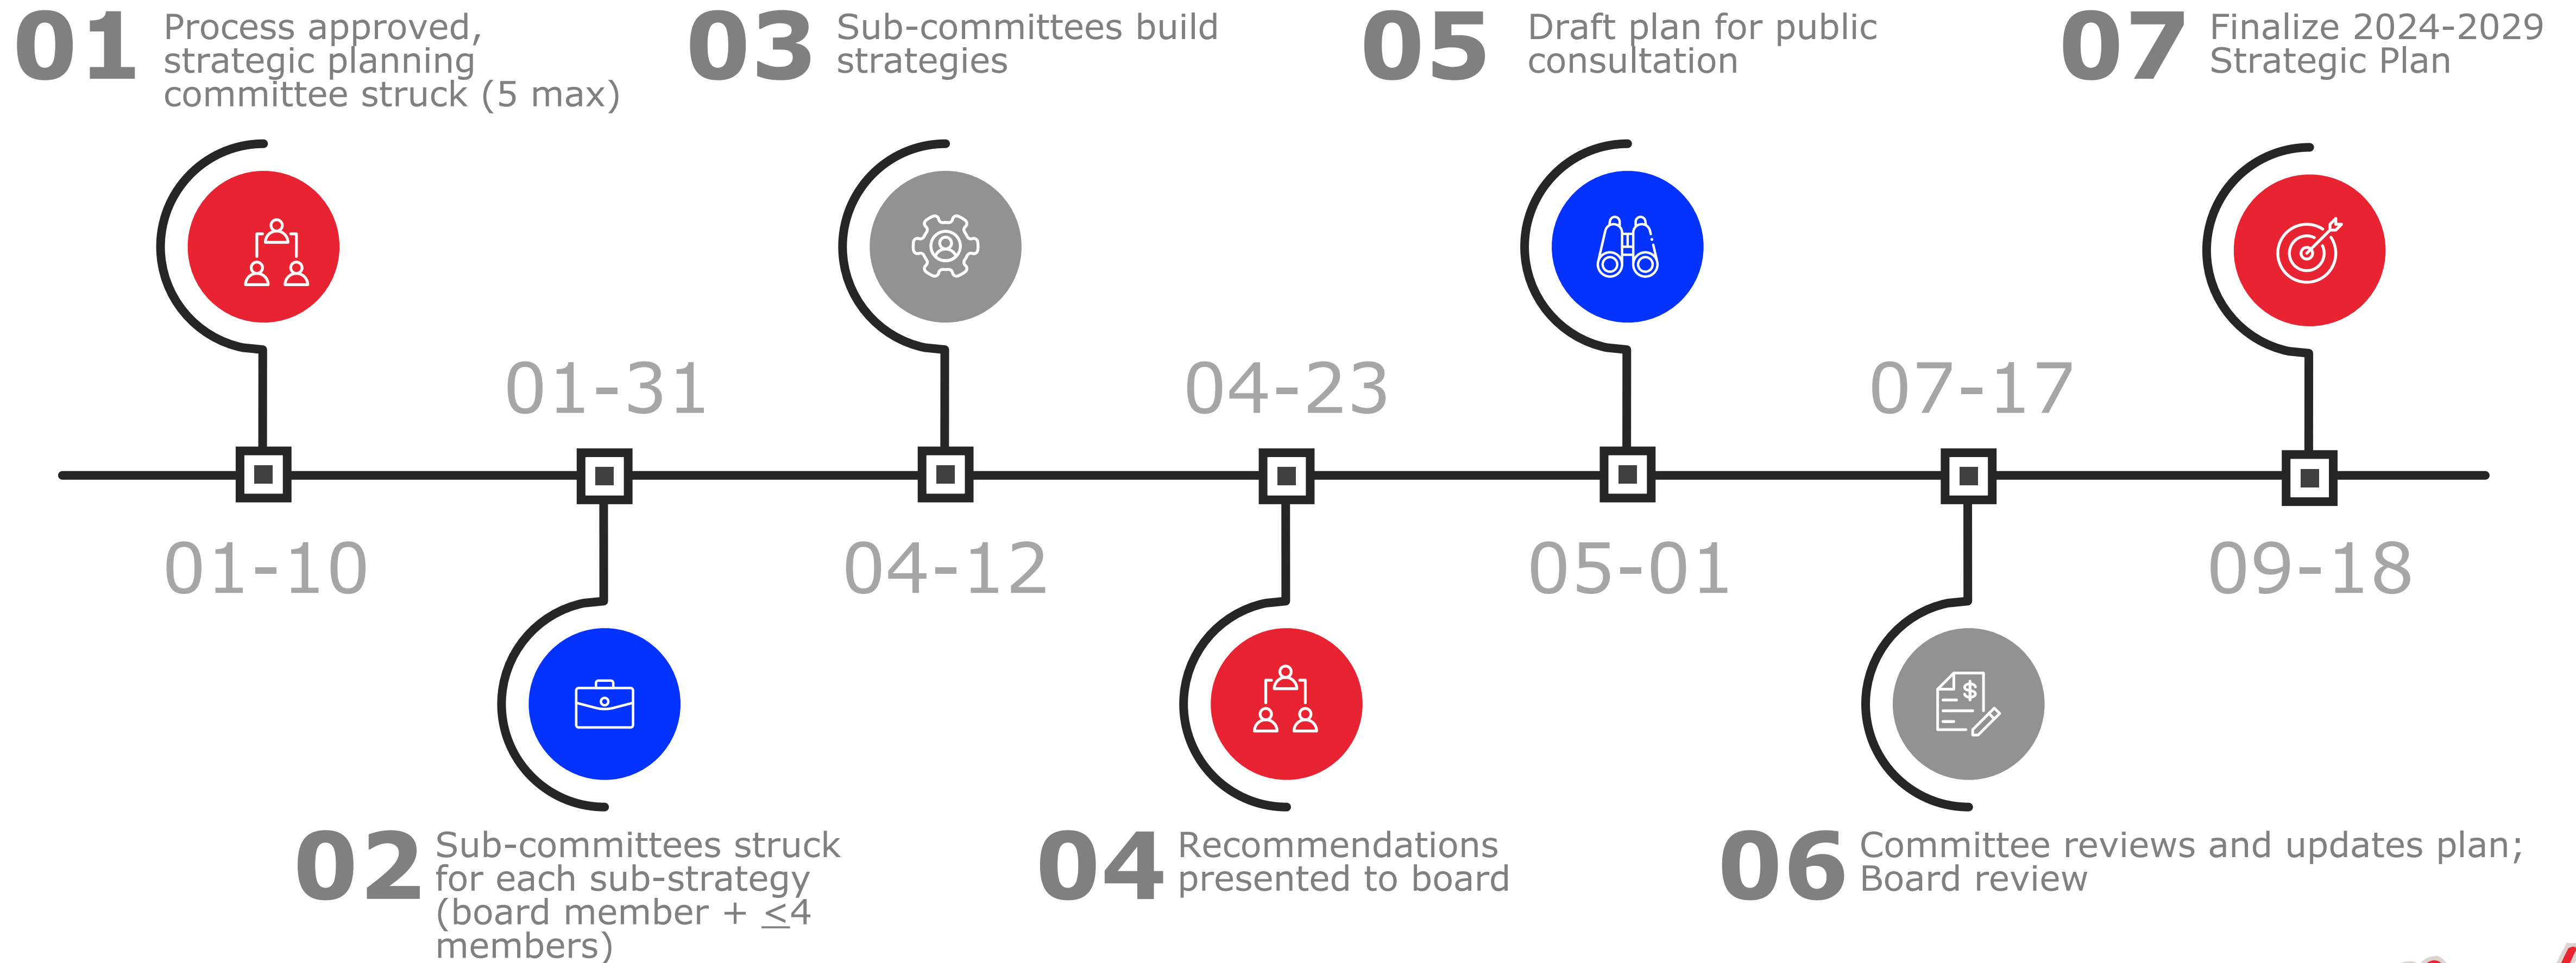 01
Process approved,
strategic planning
committee struck (5 max)
03
Sub-committees build
strategies
05
Draft plan for public
consultation
07
Finalize 2024-2029
Strategic Plan
01-31
04-23
07-17
01-10
04-12
05-01
09-18
$
02
Sub-committees struck
for each sub-strategy
(board member + ≤4
members)
04
Recommendations
presented to board
06
Committee reviews and updates plan;
Board review